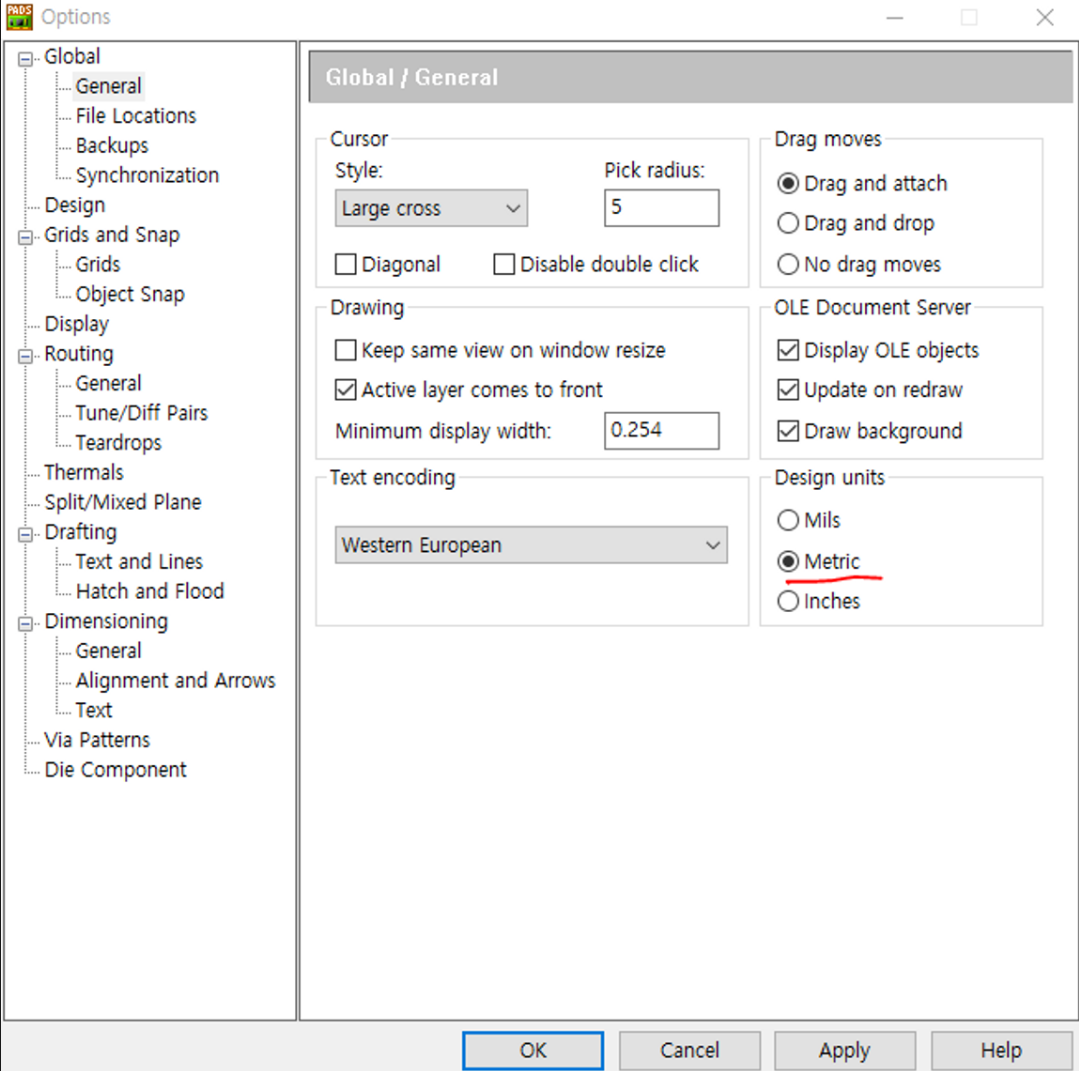 PADS Options
Global
General
File Locations
Backups
Synchronization
Design
Grids and Snap
Grids
Object Snap
Display
Routing
General
Tune/Diff Pairs
Teardrops
Thermals
Split/Mixed Plane
Drafting
Text and Lines
Hatch and Flood
Dimensioning
General
Alignment and Arrows
Text
Via Patterns
Die Component
Global / General
Cursor
Style: Pick radius:
Large cross 5
Diagonal Disable double click
Drag moves
Drag and attach
Drag and drop
No drag moves
Drawing
Keep same view on window resize
Active layer comes to front
Minimum display width: 0.254
OLE Document Server
Display OLE objects
Update on redraw
Draw background
Text encoding
Western European
Design units
Mils
Metric
Inches
OK Cancel Apply Help